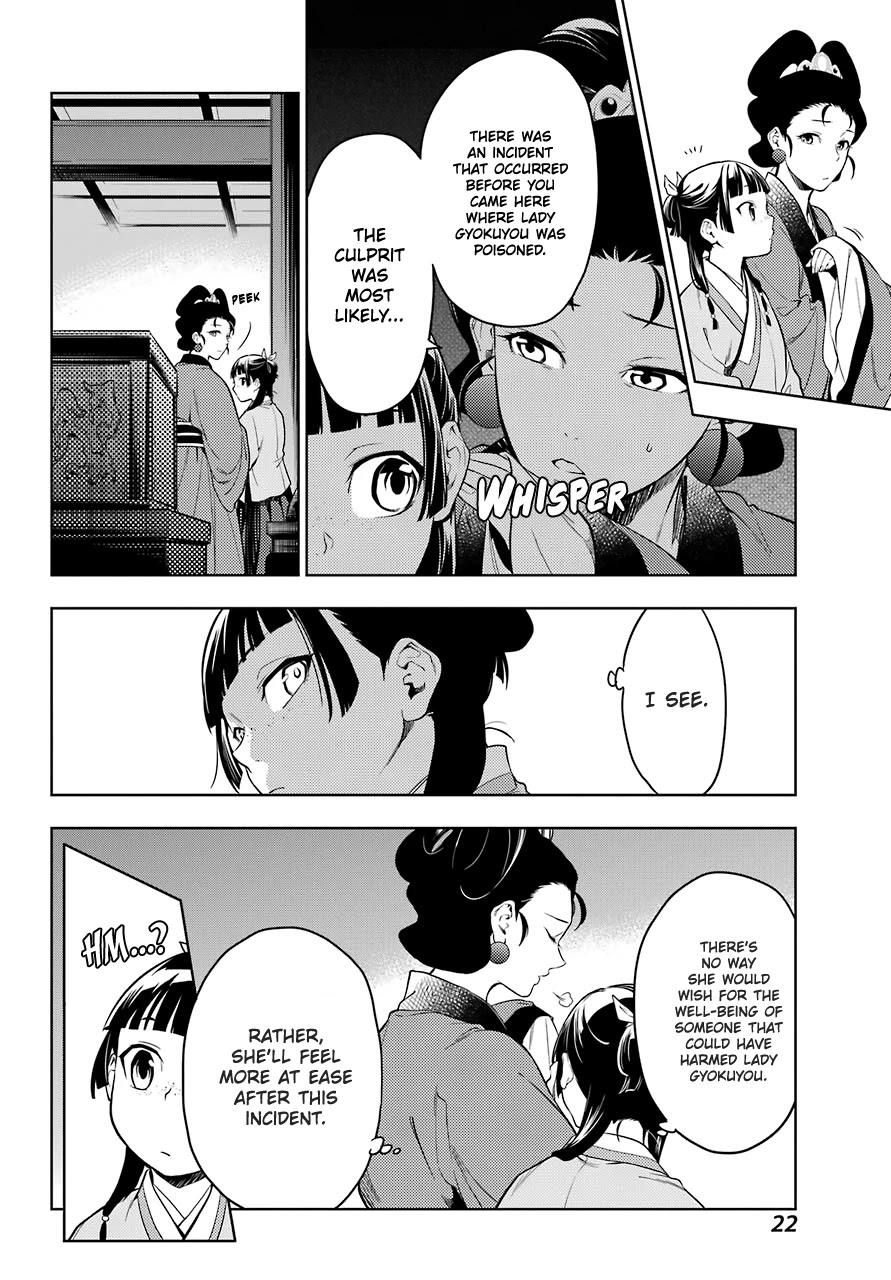 THERE WAS
AN INCIDENT
THAT OCCURRED
BEFORE YOU
CAME HERE
WHERE LADY
GYOKUYOU WAS
POISONED.
THE
CULPRIT
WAS
MOST
LIKELY...
WHISPER
PEEK
I SEE.
THERE'S
NO WAY
SHE WOULD
WISH FOR THE
WELL-BEING OF
SOMEONE THAT
COULD HAVE
HARMED LADY
GYOKUYOU.
RATHER,
SHE'LL FEEL
MORE AT EASE
AFTER THIS
INCIDENT.
HM....?
22